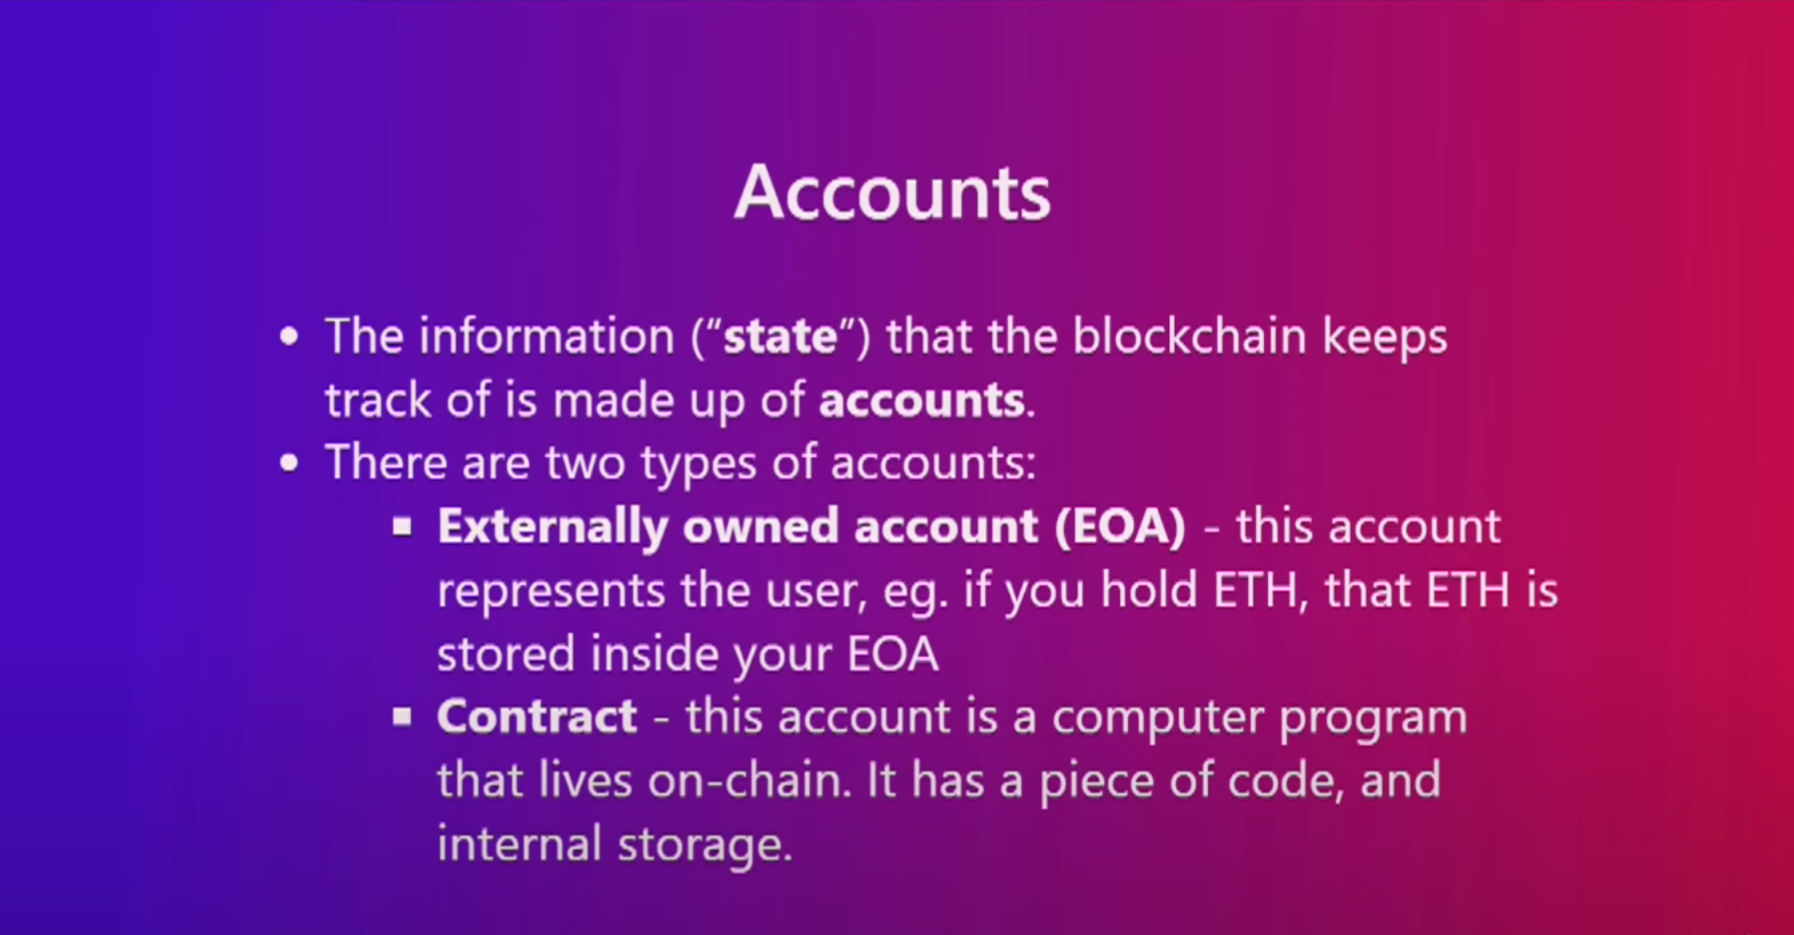 Accounts
• The information (“state”) that the blockchain keeps
track of is made up of accounts.
• There are two types of accounts:
▪ Externally owned account (EOA) - this account
represents the user, eg. if you hold ETH, that ETH is
stored inside your EOA
▪ Contract - this account is a computer program
that lives on-chain. It has a piece of code, and
internal storage.